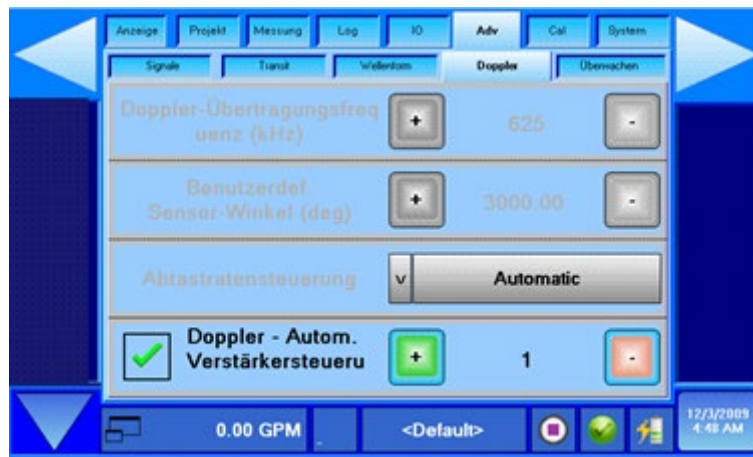 Anzeige Projekt Messung Log IO Adv Cal System
Signale Transit Wellenform Doppler Überwachen
Doppler-Übertragungsfreq
uenz (kHz) + 625 -
Benutzerdef.
Sensor-Winkel (deg) + 3000.00 -
Abtastratensteuerung v Automatic
Doppler - Autom.
Verstärkersteueru + 1 -
0.00 GPM <Default> 12/3/2009
4:48 AM